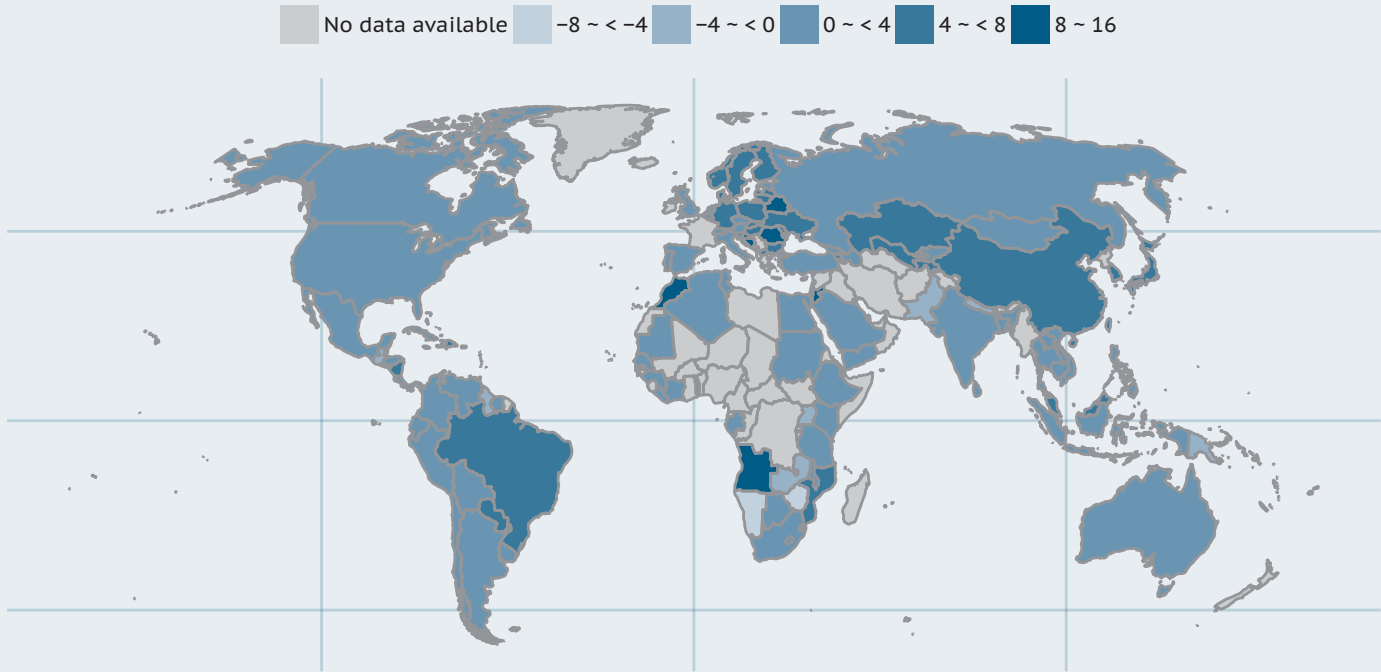 No data available −8 ~ < −4 −4 ~ < 0 0 ~ < 4 4 ~ < 8 8 ~ 16